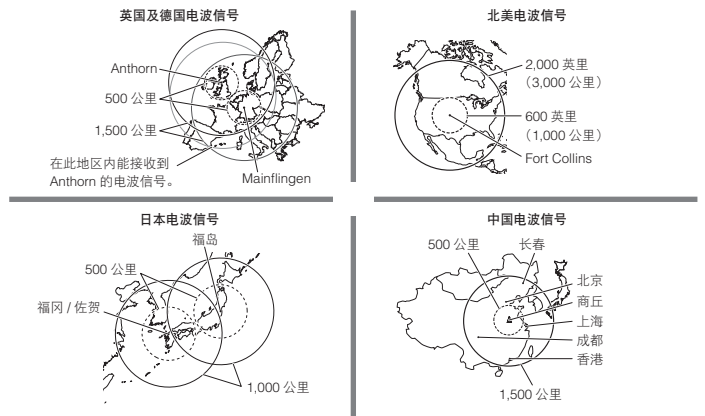 英国及德国电波信号
Anthorn
500 公里
1,500 公里
在此地区内能接收到
Anthorn 的电波信号。
Mainflingen
北美电波信号
2,000 英里
（3,000 公里）
600 英里
（1,000 公里）
Fort Collins
日本电波信号
福岛
500 公里
福冈 / 佐贺
1,000 公里
中国电波信号
500 公里
长春
北京
商丘
上海
成都
香港
1,500 公里